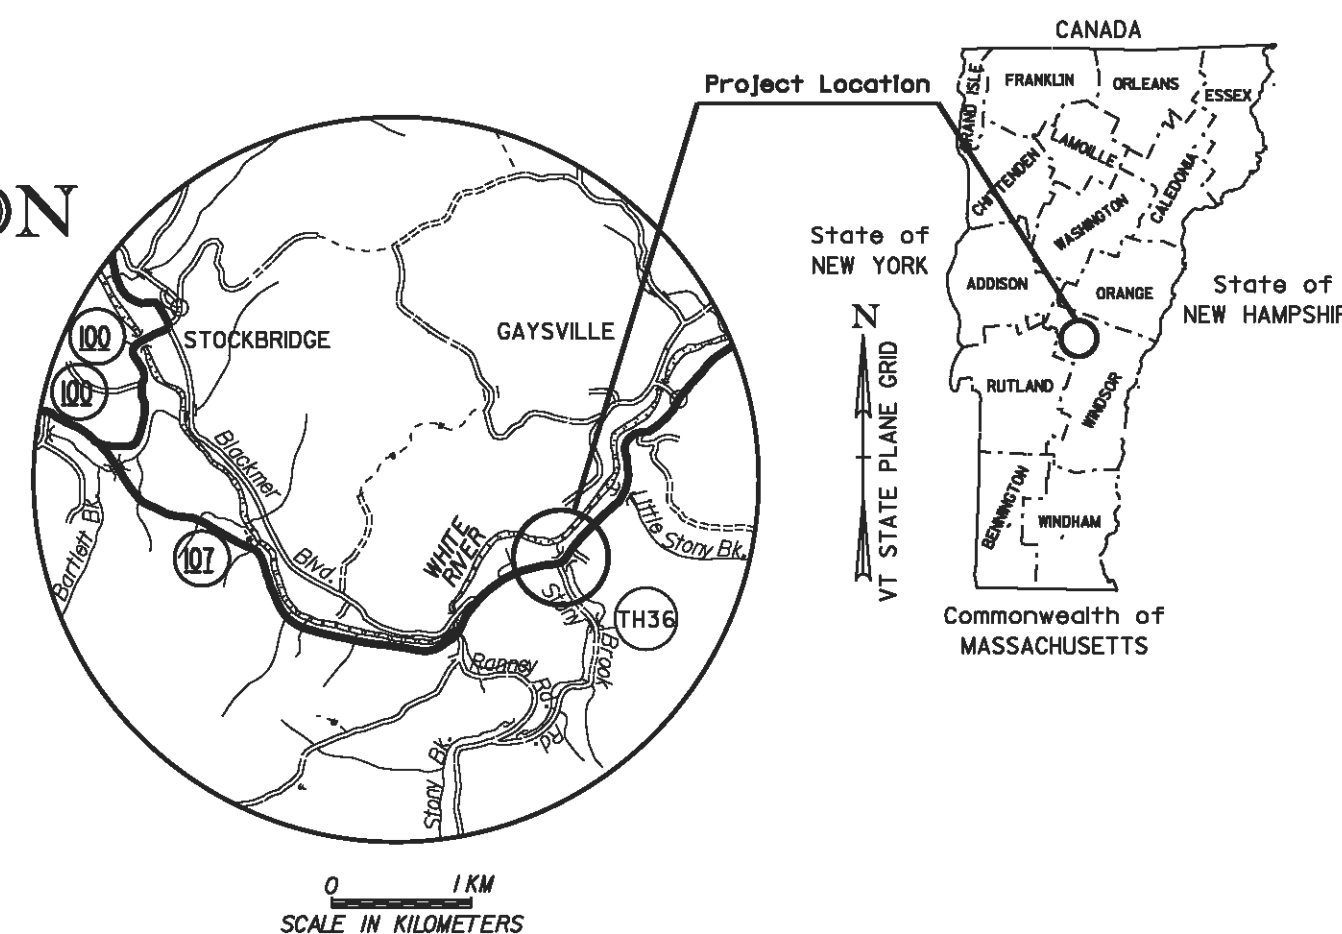 ON
CANADA
Project Location
GRAND ISLE
FRANKLIN
ORLEANS
ESSEX
LAMOILLE
CHITTENDEN
WASHINGTON
CALEDONIA
State of
NEW YORK
ADDISON
ORANGE
State of
NEW HAMPSHIR
RUTLAND
WINDSOR
BENNINGTON
WINDHAM
Commonwealth of
MASSACHUSETTS
N
VT STATE PLANE GRID
100
STOCKBRIDGE
GAYSVILLE
100
Blackmer
Blvd.
Bartlett Bk.
107
WHITE
RIVER
Little Stony Bk.
TH36
Stony
Brook
Rd.
Ranney
Rd.
Stony Bk.
0 1 KM
SCALE IN KILOMETERS